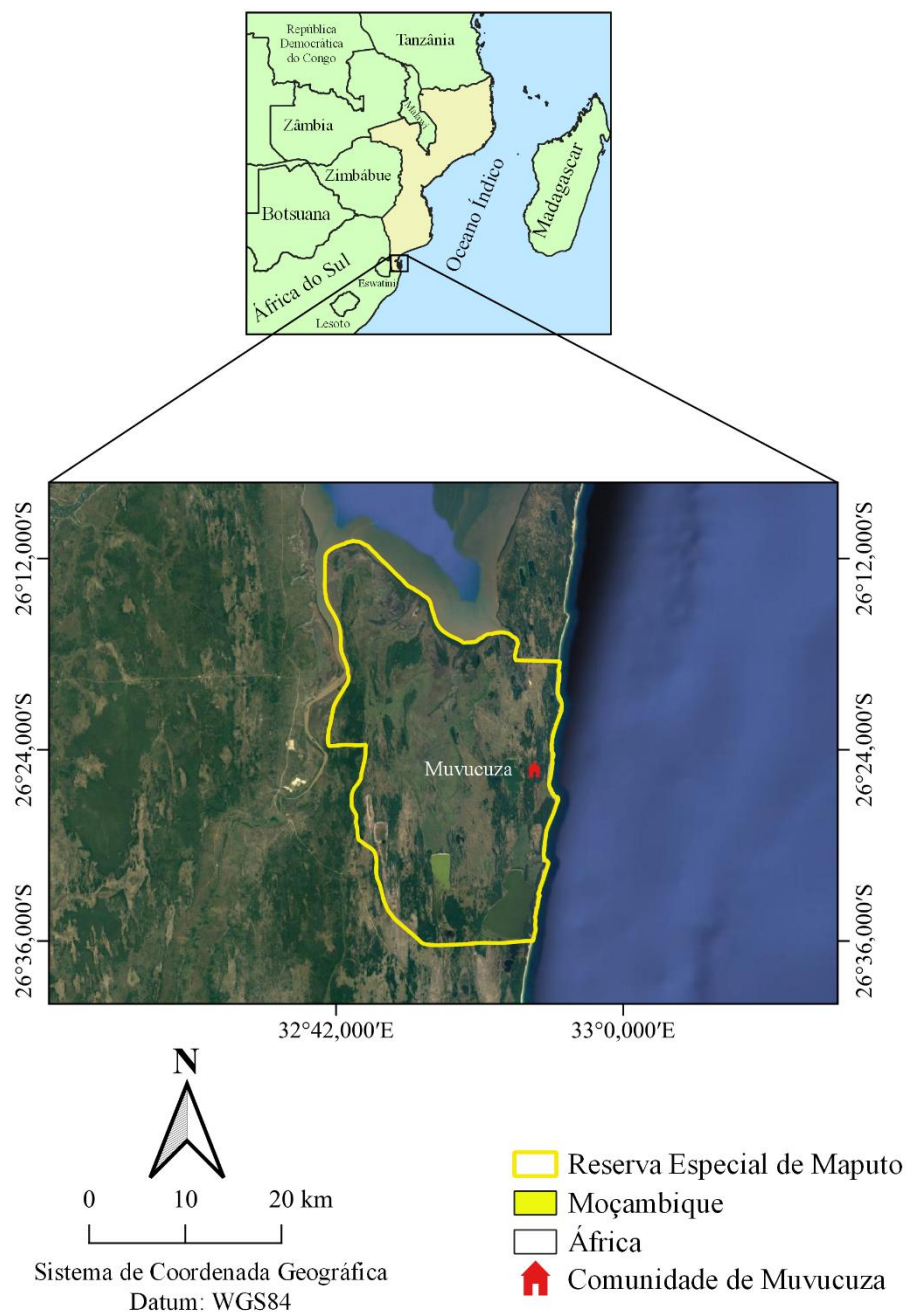 República
Democrática
do Congo
Tanzânia
Malavi
Zâmbia
Zimbábue
Botsuana
Madagascar
Oceano Índico
África do Sul
Eswatini
Lesoto
26°12,000'S
26°12,000'S
26°24,000'S
Muvucuza
26°24,000'S
26°36,000'S
26°36,000'S
32°42,000'E
33°0,000'E
N
0 10 20 km
Sistema de Coordenada Geográfica
Datum: WGS84
Reserva Especial de Maputo
Moçambique
África
Comunidade de Muvucuza